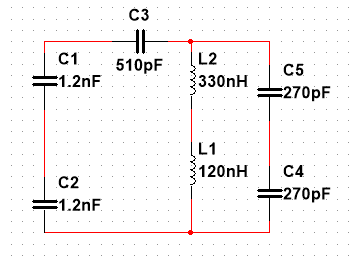 C3
510pF
C1
1.2nF
L2
330nH
C5
270pF
L1
120nH
C2
1.2nF
C4
270pF